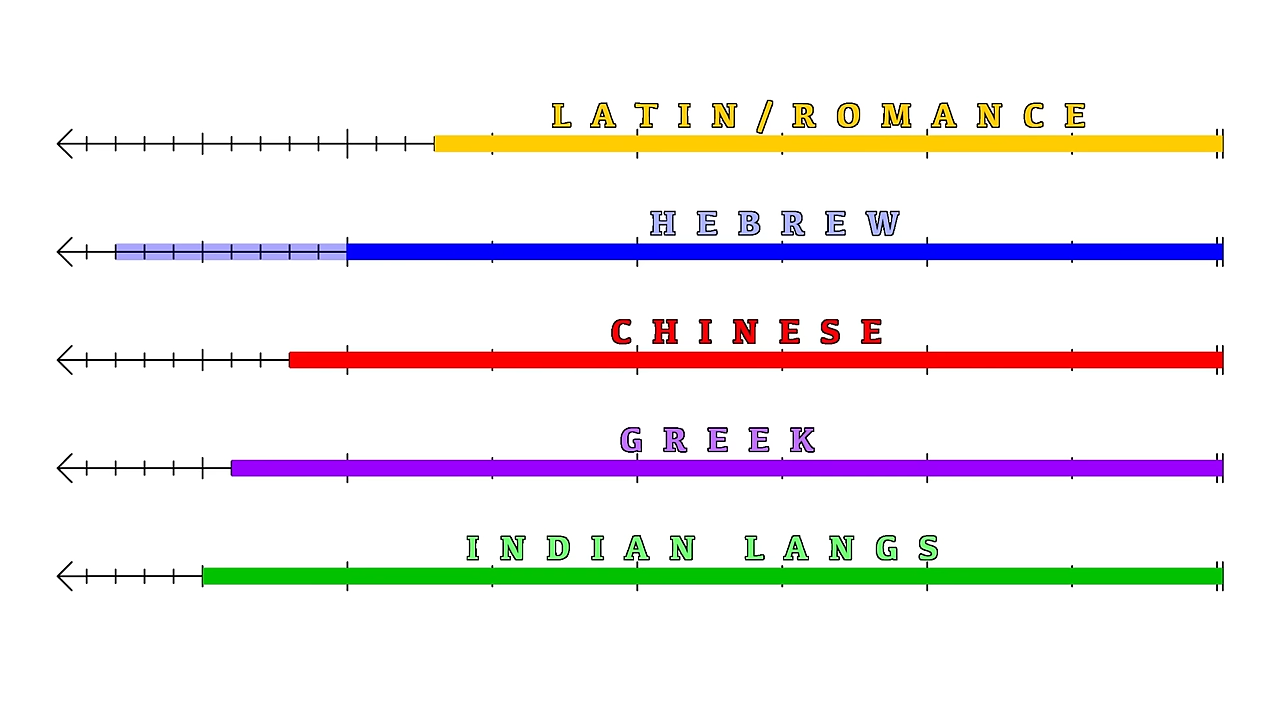 LATIN/ROMANCE
HEBREW
CHINESE
GREEK
INDIAN LANGS